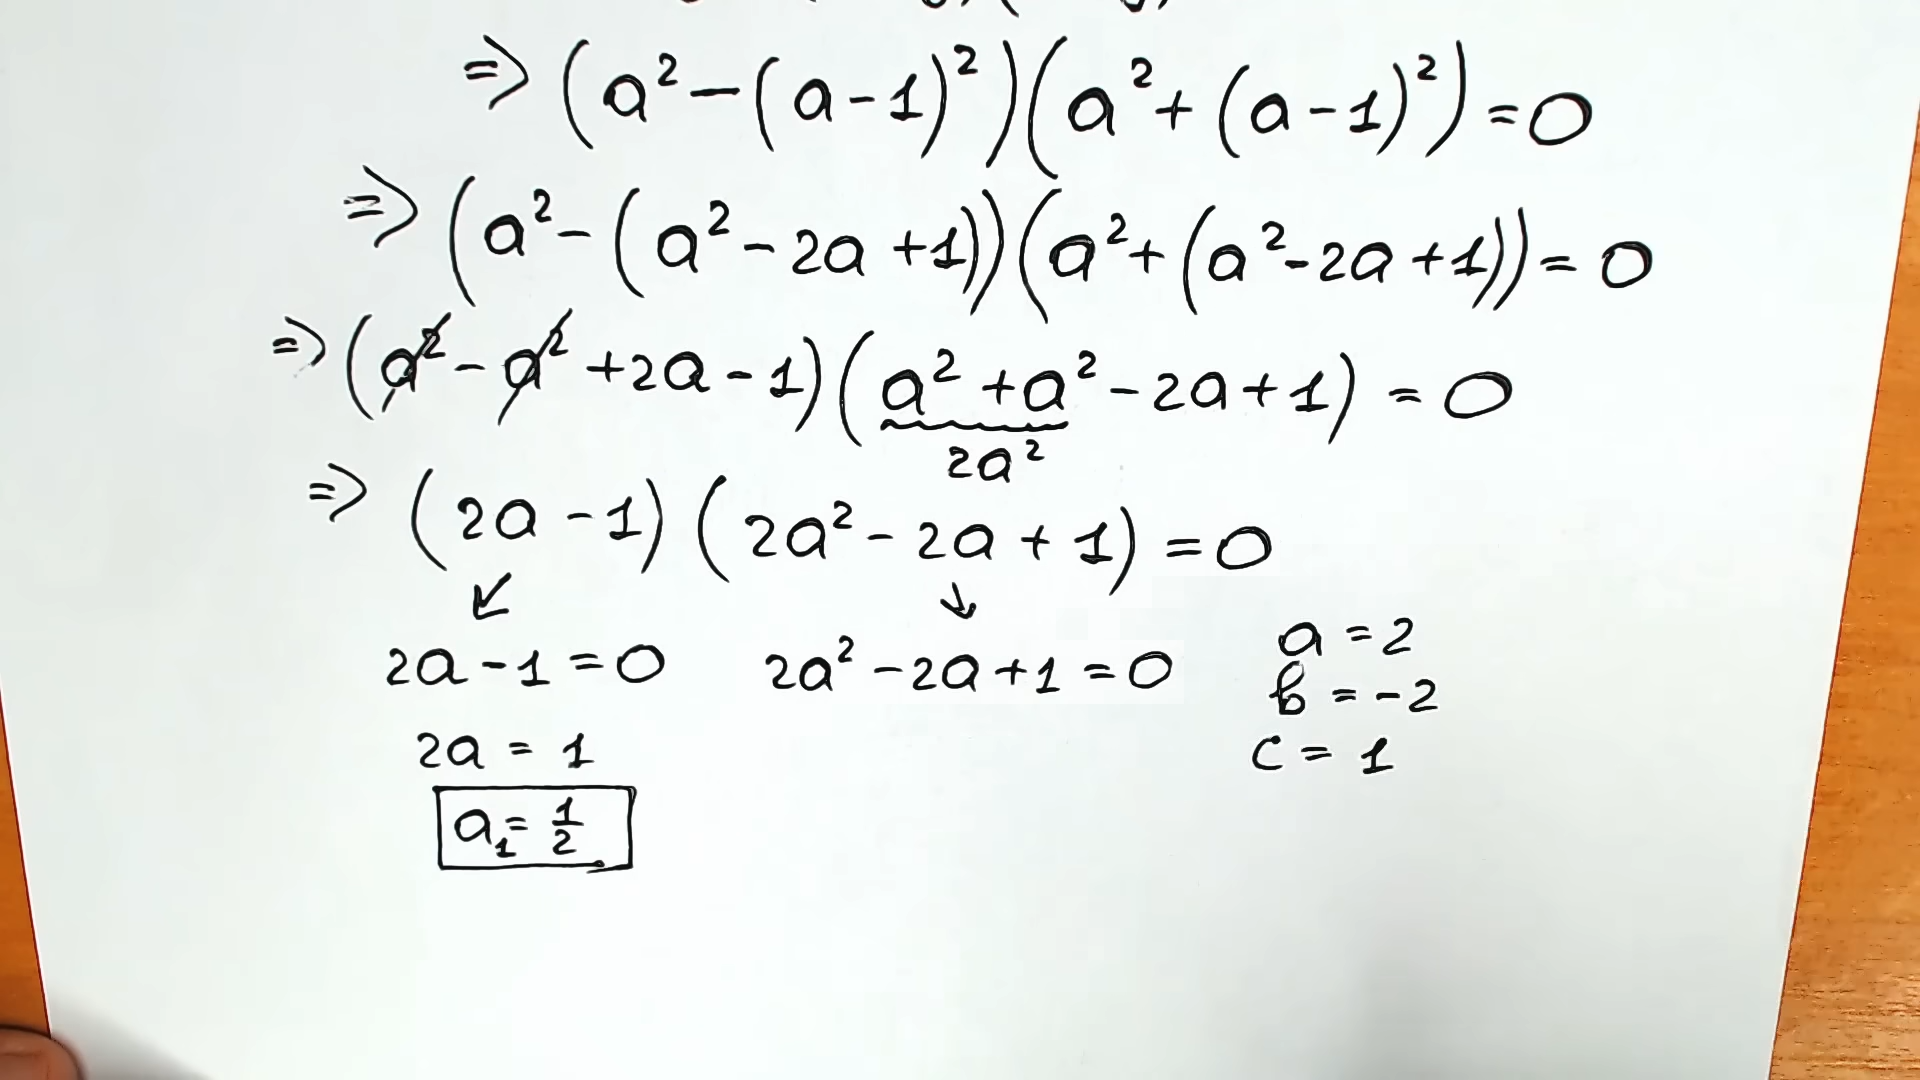 => (a² - (a - 1)²)(a² + (a - 1)²) = 0
=> (a² - (a² - 2a + 1))(a² + (a² - 2a + 1)) = 0
=> (a² - a² + 2a - 1)(a² + a² - 2a + 1) = 0
2a²
=> (2a - 1)(2a² - 2a + 1) = 0
↙ ↘
2a - 1 = 0 2a² - 2a + 1 = 0 a = 2
b = -2
2a = 1 c = 1
a₁ = 1/2